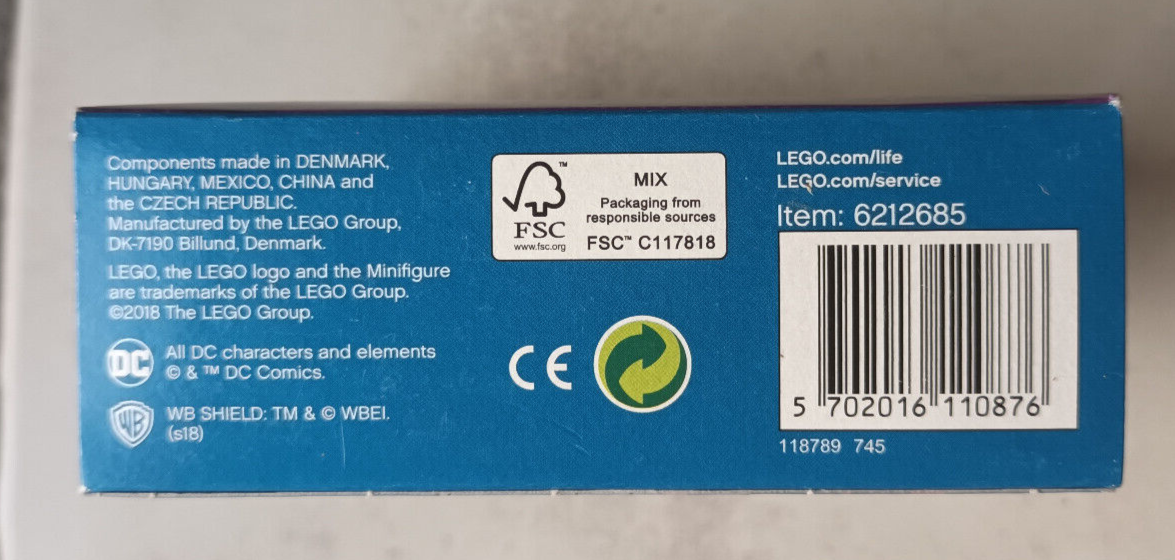 Components made in DENMARK,
HUNGARY, MEXICO, CHINA and
the CZECH REPUBLIC.
Manufactured by the LEGO Group,
DK-7190 Billund, Denmark.
LEGO, the LEGO logo and the Minifigure
are trademarks of the LEGO Group.
©2018 The LEGO Group.
DC
All DC characters and elements
© & ™ DC Comics.
WB
WB SHIELD: TM & © WBEI.
(s18)
™
FSC
www.fsc.org
MIX
Packaging from
responsible sources
FSC™ C117818
CE
LEGO.com/life
LEGO.com/service
Item: 6212685
5 702016 110876
118789 745